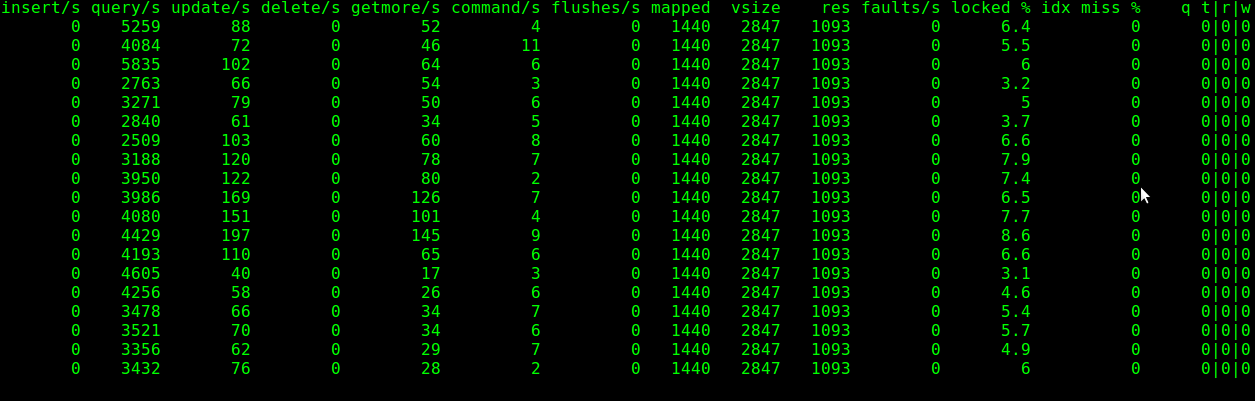 insert/s query/s update/s delete/s getmore/s command/s flushes/s mapped vsize res faults/s locked % idx miss % q t|r|w
0 5259 88 0 52 4 0 1440 2847 1093 0 6.4 0 0|0|0
0 4084 72 0 46 11 0 1440 2847 1093 0 5.5 0 0|0|0
0 5835 102 0 64 6 0 1440 2847 1093 0 6 0 0|0|0
0 2763 66 0 54 3 0 1440 2847 1093 0 3.2 0 0|0|0
0 3271 79 0 50 6 0 1440 2847 1093 0 5 0 0|0|0
0 2840 61 0 34 5 0 1440 2847 1093 0 3.7 0 0|0|0
0 2509 103 0 60 8 0 1440 2847 1093 0 6.6 0 0|0|0
0 3188 120 0 78 7 0 1440 2847 1093 0 7.9 0 0|0|0
0 3950 122 0 80 2 0 1440 2847 1093 0 7.4 0 0|0|0
0 3986 169 0 126 7 0 1440 2847 1093 0 6.5 0 0|0|0
0 4080 151 0 101 4 0 1440 2847 1093 0 7.7 0 0|0|0
0 4429 197 0 145 9 0 1440 2847 1093 0 8.6 0 0|0|0
0 4193 110 0 65 6 0 1440 2847 1093 0 6.6 0 0|0|0
0 4605 40 0 17 3 0 1440 2847 1093 0 3.1 0 0|0|0
0 4256 58 0 26 6 0 1440 2847 1093 0 4.6 0 0|0|0
0 3478 66 0 34 7 0 1440 2847 1093 0 5.4 0 0|0|0
0 3521 70 0 34 6 0 1440 2847 1093 0 5.7 0 0|0|0
0 3356 62 0 29 7 0 1440 2847 1093 0 4.9 0 0|0|0
0 3432 76 0 28 2 0 1440 2847 1093 0 6 0 0|0|0